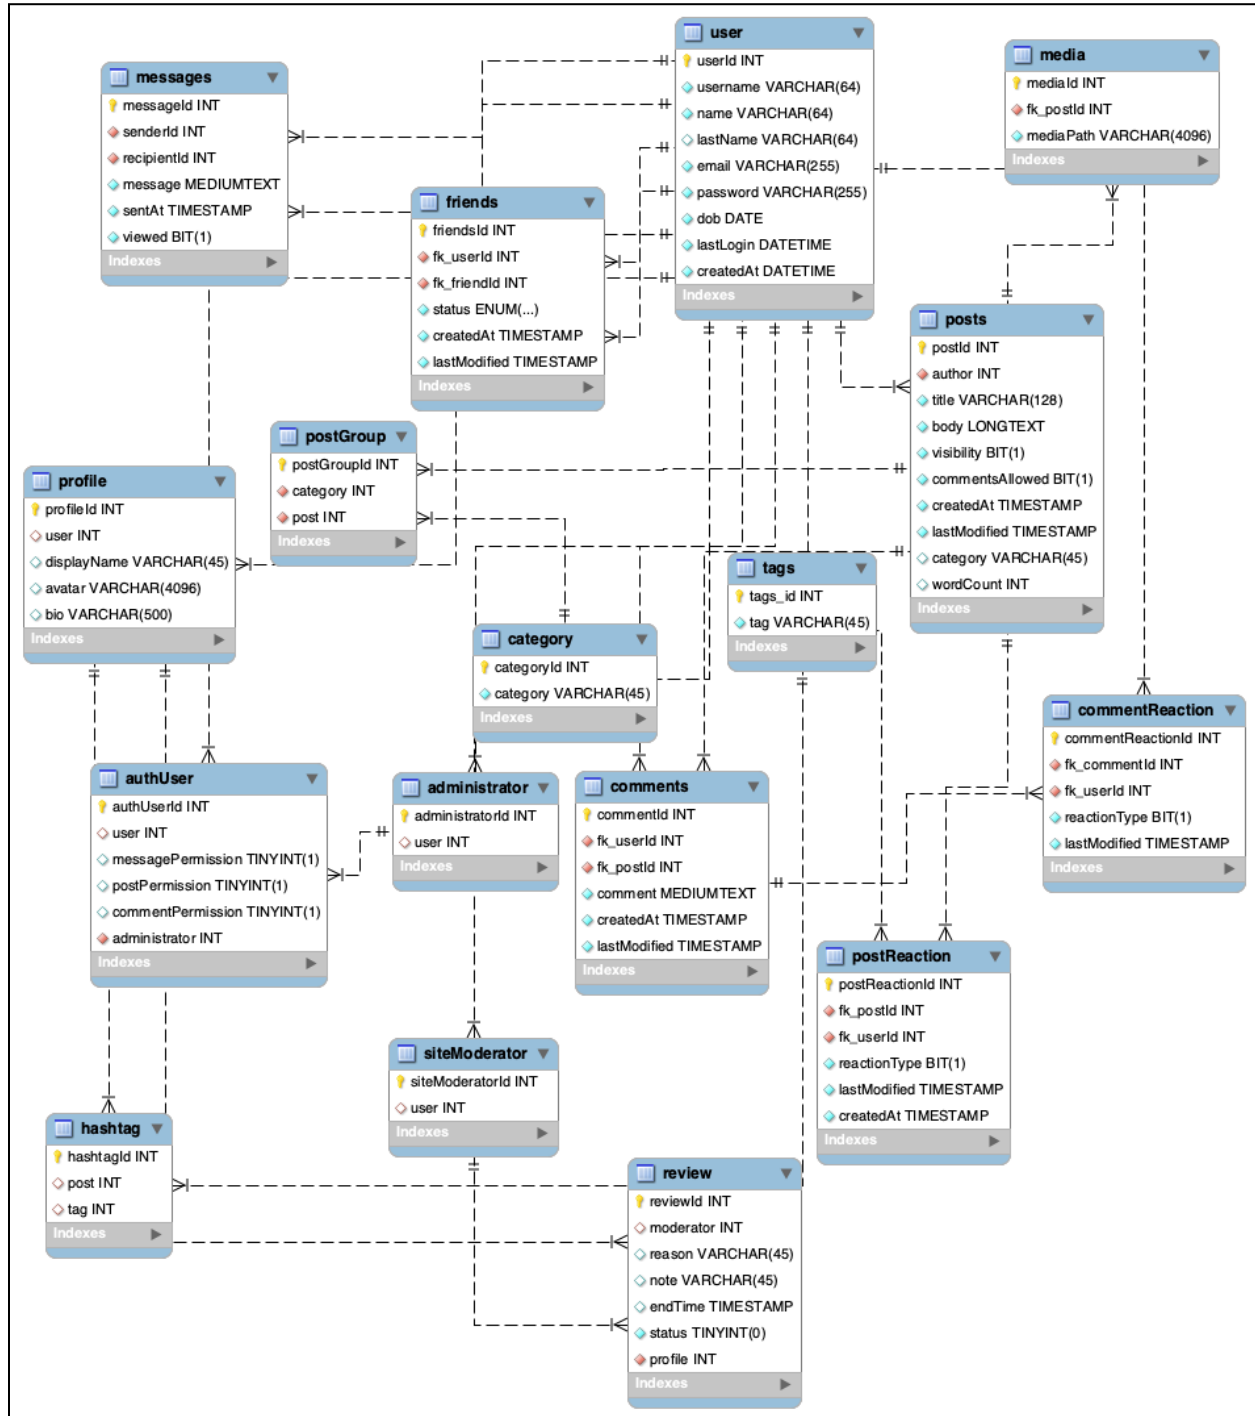 user
userId INT
username VARCHAR(64)
name VARCHAR(64)
lastName VARCHAR(64)
email VARCHAR(255)
password VARCHAR(255)
dob DATE
lastLogin DATETIME
createdAt DATETIME
Indexes
media
mediaId INT
fk_postId INT
mediaPath VARCHAR(4096)
Indexes
messages
messageId INT
senderId INT
recipientId INT
message MEDIUMTEXT
sentAt TIMESTAMP
viewed BIT(1)
Indexes
friends
friendsId INT
fk_userId INT
fk_friendId INT
status ENUM(...)
createdAt TIMESTAMP
lastModified TIMESTAMP
Indexes
posts
postId INT
author INT
title VARCHAR(128)
body LONGTEXT
visibility BIT(1)
commentsAllowed BIT(1)
createdAt TIMESTAMP
lastModified TIMESTAMP
category VARCHAR(45)
wordCount INT
Indexes
postGroup
postGroupId INT
category INT
post INT
Indexes
profile
profileId INT
user INT
displayName VARCHAR(45)
avatar VARCHAR(4096)
bio VARCHAR(500)
Indexes
tags
tags_id INT
tag VARCHAR(45)
Indexes
category
categoryId INT
category VARCHAR(45)
Indexes
commentReaction
commentReactionId INT
fk_commentId INT
fk_userId INT
reactionType BIT(1)
lastModified TIMESTAMP
Indexes
authUser
authUserId INT
user INT
messagePermission TINYINT(1)
postPermission TINYINT(1)
commentPermission TINYINT(1)
administrator INT
Indexes
administrator
administratorId INT
user INT
Indexes
comments
commentId INT
fk_userId INT
fk_postId INT
comment MEDIUMTEXT
createdAt TIMESTAMP
lastModified TIMESTAMP
Indexes
postReaction
postReactionId INT
fk_postId INT
fk_userId INT
reactionType BIT(1)
lastModified TIMESTAMP
createdAt TIMESTAMP
Indexes
siteModerator
siteModeratorId INT
user INT
Indexes
hashtag
hashtagId INT
post INT
tag INT
Indexes
review
reviewId INT
moderator INT
reason VARCHAR(45)
note VARCHAR(45)
endTime TIMESTAMP
status TINYINT(0)
profile INT
Indexes